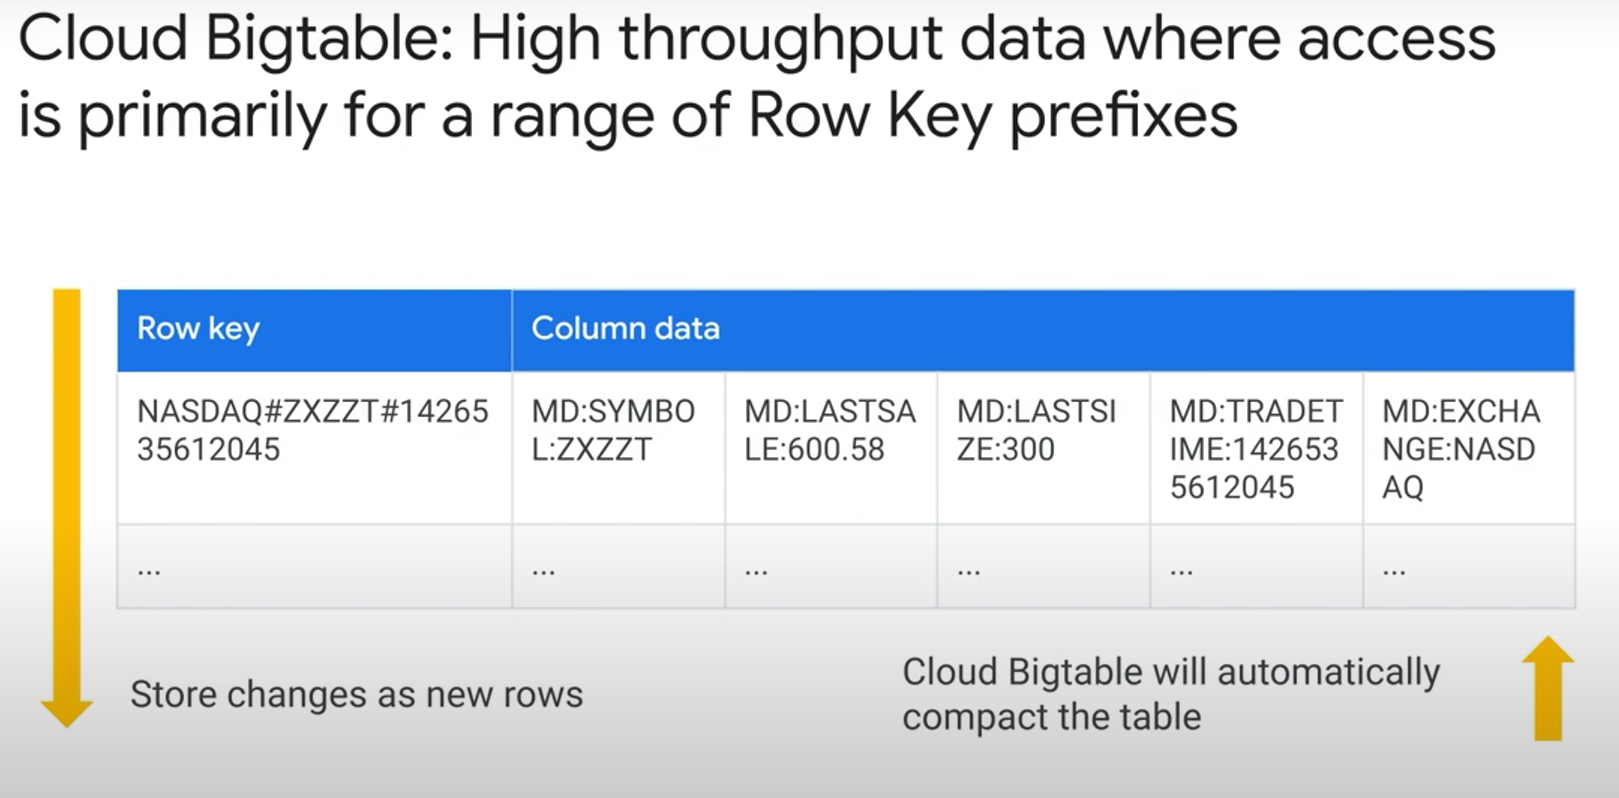 Cloud Bigtable: High throughput data where access
is primarily for a range of Row Key prefixes
Row key
Column data
NASDAQ#ZXZZT#14265
35612045
MD:SYMBO
L:ZXZZT
MD:LASTSA
LE:600.58
MD:LASTSI
ZE:300
MD:TRADET
IME:142653
5612045
MD:EXCHA
NGE:NASD
AQ
...
...
...
...
...
...
Store changes as new rows
Cloud Bigtable will automatically
compact the table